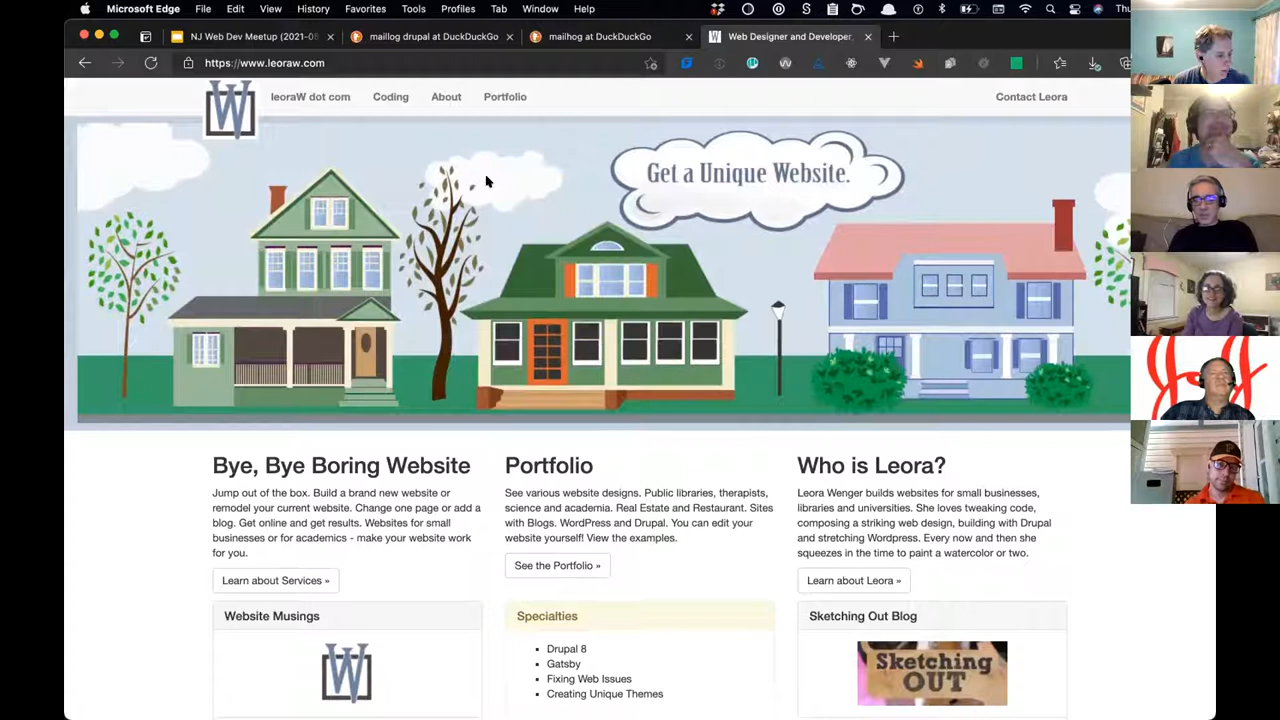 Microsoft Edge File Edit View History Favorites Tools Profiles Tab Window Help
NJ Web Dev Meetup (2021-0
maillog drupal at DuckDuckGo
mailhog at DuckDuckGo
Web Designer and Developer,
https://www.leoraw.com
W
leoraW dot com Coding About Portfolio Contact Leora
Get a Unique Website.
Bye, Bye Boring Website
Jump out of the box. Build a brand new website or
remodel your current website. Change one page or add a
blog. Get online and get results. Websites for small
businesses or for academics - make your website work
for you.
Learn about Services »
Portfolio
See various website designs. Public libraries, therapists,
science and academia. Real Estate and Restaurant. Sites
with Blogs. WordPress and Drupal. You can edit your
website yourself! View the examples.
See the Portfolio »
Who is Leora?
Leora Wenger builds websites for small businesses,
libraries and universities. She loves tweaking code,
composing a striking web design, building with Drupal
and stretching Wordpress. Every now and then she
squeezes in the time to paint a watercolor or two.
Learn about Leora »
Website Musings
W
Specialties
Drupal 8
Gatsby
Fixing Web Issues
Creating Unique Themes
Sketching Out Blog
Sketching
OUT